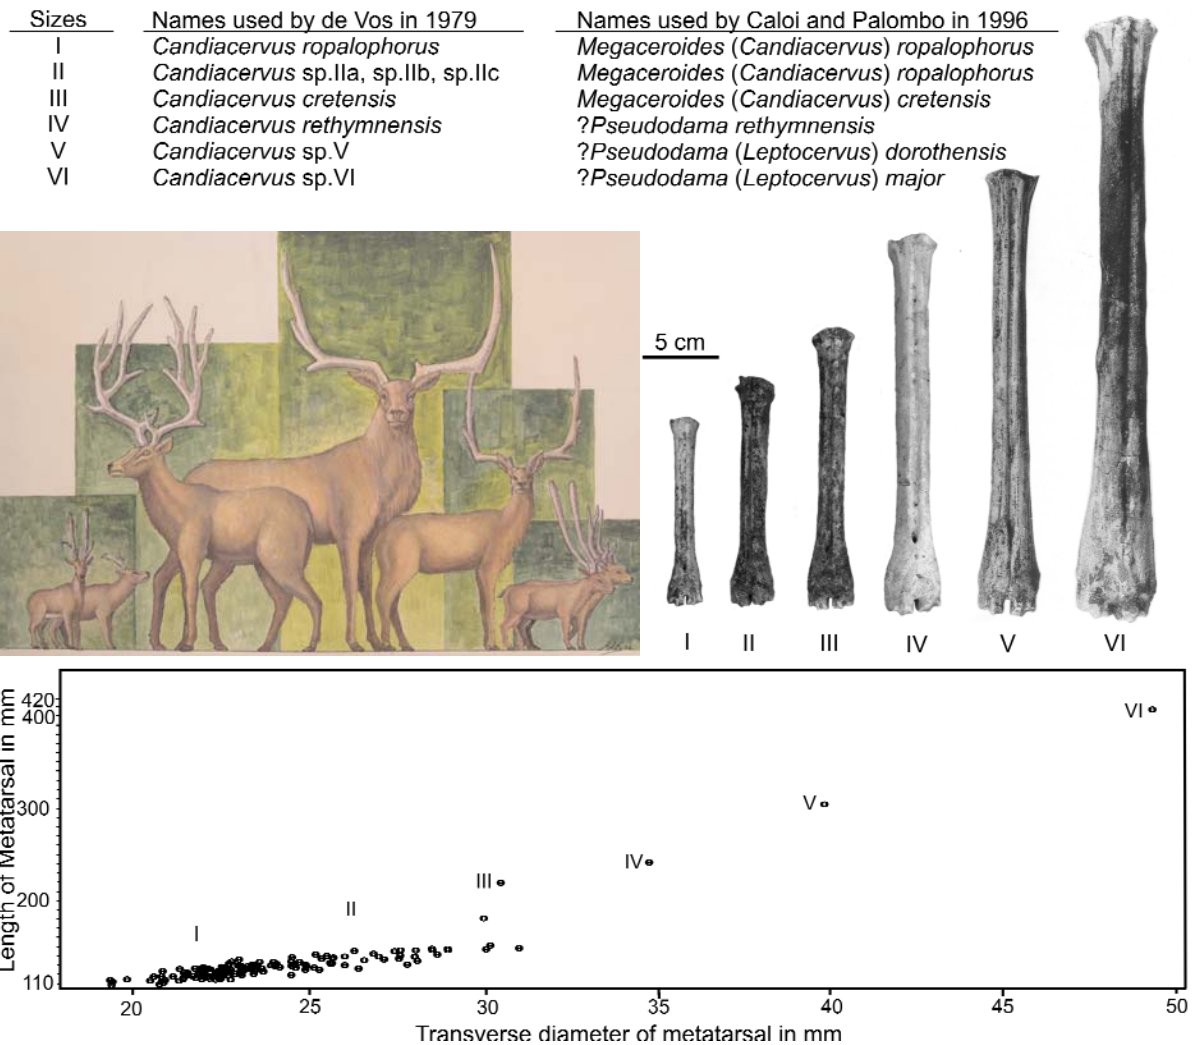 Sizes Names used by de Vos in 1979 Names used by Caloi and Palombo in 1996
I Candiacervus ropalophorus Megaceroides (Candiacervus) ropalophorus
II Candiacervus sp.IIa, sp.IIb, sp.IIc Megaceroides (Candiacervus) ropalophorus
III Candiacervus cretensis Megaceroides (Candiacervus) cretensis
IV Candiacervus rethymnensis ?Pseudodama rethymnensis
V Candiacervus sp.V ?Pseudodama (Leptocervus) dorothensis
VI Candiacervus sp.VI ?Pseudodama (Leptocervus) major
5 cm
I II III IV V VI
Length of Metatarsal in mm
420
400
300
200
110
VI
V
IV
III
II
I
20 25 30 35 40 45 50
Transverse diameter of metatarsal in mm